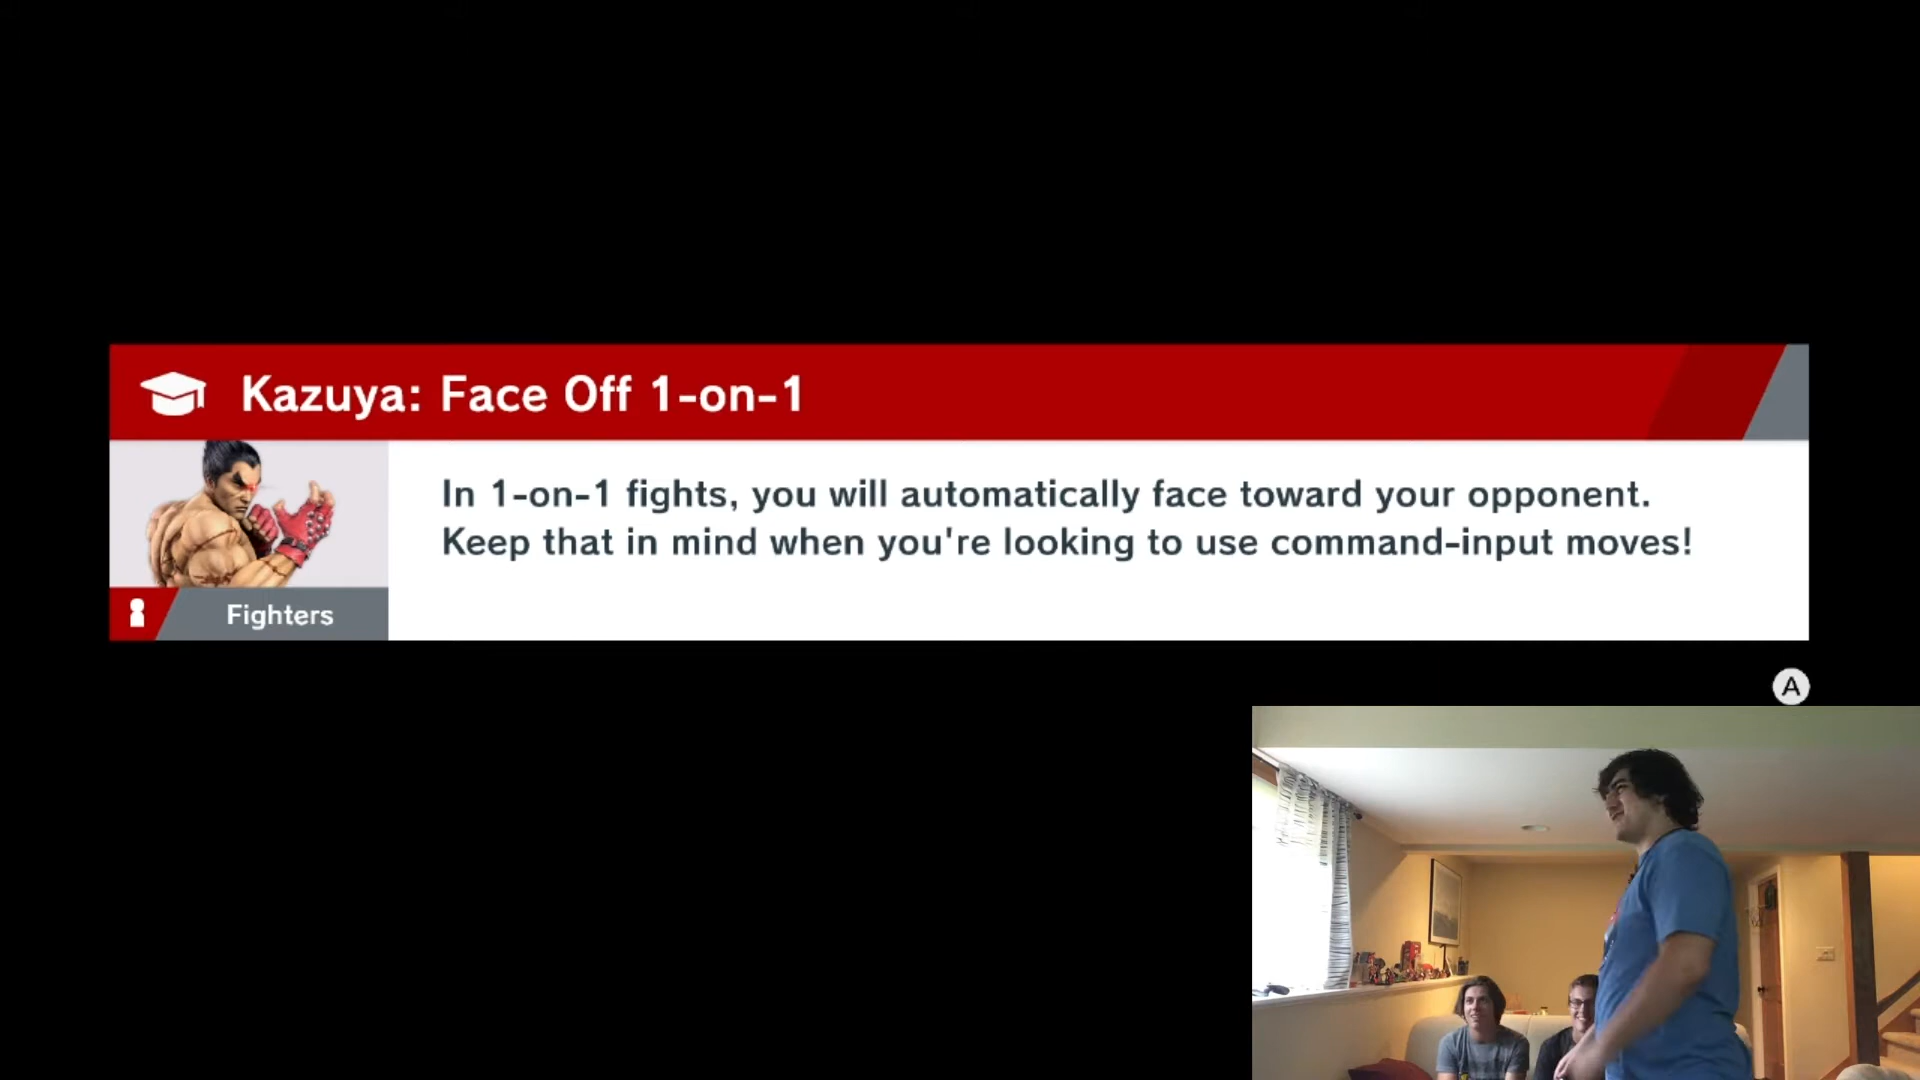 Kazuya: Face Off 1-on-1
In 1-on-1 fights, you will automatically face toward your opponent.
Keep that in mind when you're looking to use command-input moves!
Fighters
A